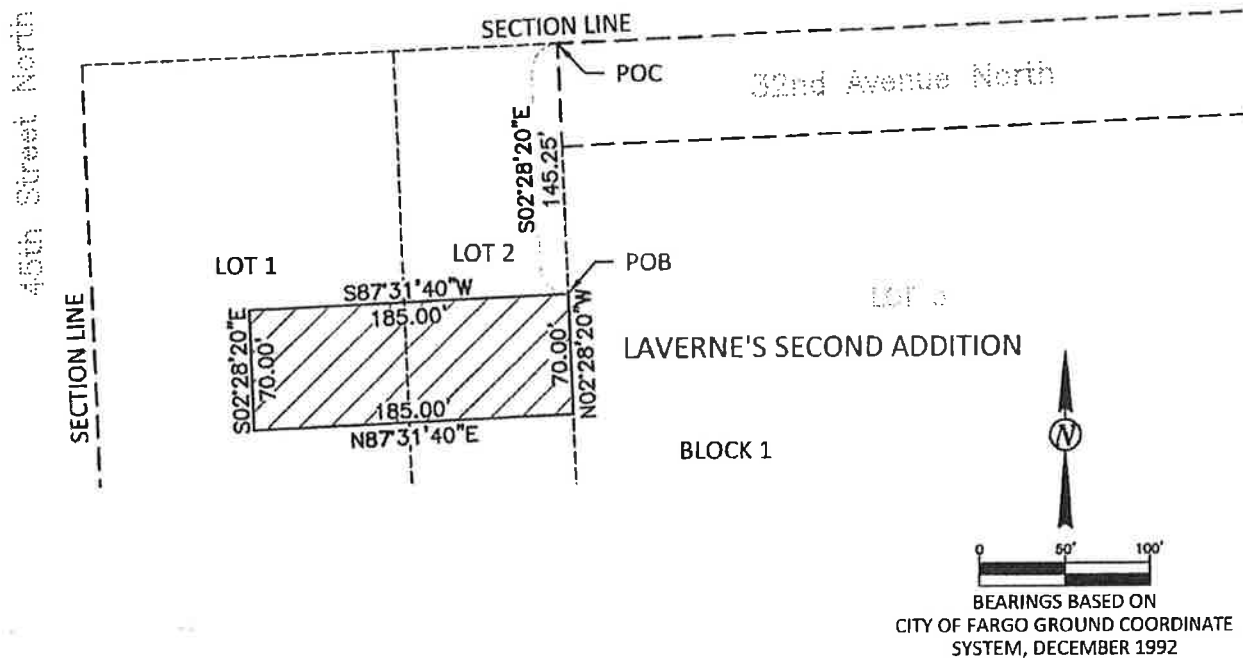 45th Street North
SECTION LINE
POC
32nd Avenue North
S02°28'20"E
145.25'
LOT 1
LOT 2
POB
S87°31'40"W
185.00'
SECTION LINE
S02°28'20"E
70.00'
70.00'
N02°28'20"W
LAVERNE'S SECOND ADDITION
185.00'
N87°31'40"E
BLOCK 1
N
0 50' 100'
BEARINGS BASED ON
CITY OF FARGO GROUND COORDINATE
SYSTEM, DECEMBER 1992